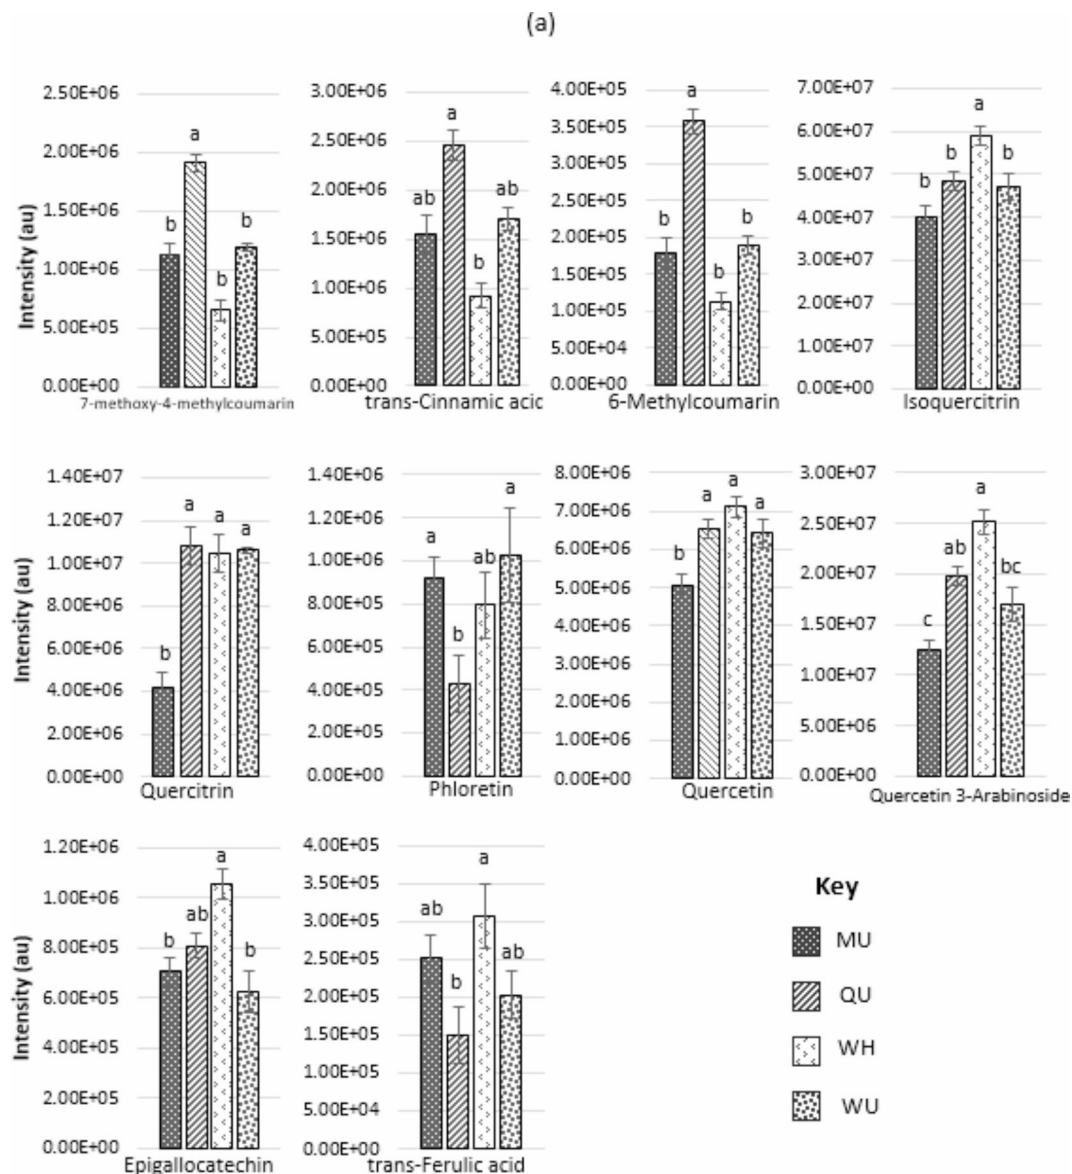 (a)
Intensity (au)
2.50E+06
2.00E+06
1.50E+06
1.00E+06
5.00E+05
0.00E+00
b
a
b
b
7-methoxy-4-methylcoumarin
3.00E+06
2.50E+06
2.00E+06
1.50E+06
1.00E+06
5.00E+05
0.00E+00
ab
a
b
ab
trans-Cinnamic acid
4.00E+05
3.50E+05
3.00E+05
2.50E+05
2.00E+05
1.50E+05
1.00E+05
5.00E+04
0.00E+00
b
a
b
b
6-Methylcoumarin
7.00E+07
6.00E+07
5.00E+07
4.00E+07
3.00E+07
2.00E+07
1.00E+07
0.00E+00
b
b
a
b
Isoquercitrin
Intensity (au)
1.40E+07
1.20E+07
1.00E+07
8.00E+06
6.00E+06
4.00E+06
2.00E+06
0.00E+00
b
a
a
a
Quercitrin
1.40E+06
1.20E+06
1.00E+06
8.00E+05
6.00E+05
4.00E+05
2.00E+05
0.00E+00
a
b
ab
a
Phloretin
8.00E+06
7.00E+06
6.00E+06
5.00E+06
4.00E+06
3.00E+06
2.00E+06
1.00E+06
0.00E+00
b
a
a
a
Quercetin
3.00E+07
2.50E+07
2.00E+07
1.50E+07
1.00E+07
5.00E+06
0.00E+00
c
ab
a
bc
Quercetin 3-Arabinoside
Intensity (au)
1.20E+06
1.00E+06
8.00E+05
6.00E+05
4.00E+05
2.00E+05
0.00E+00
b
ab
a
b
Epigallocatechin
4.00E+05
3.50E+05
3.00E+05
2.50E+05
2.00E+05
1.50E+05
1.00E+05
5.00E+04
0.00E+00
ab
b
a
ab
trans-Ferulic acid
Key
MU
QU
WH
WU